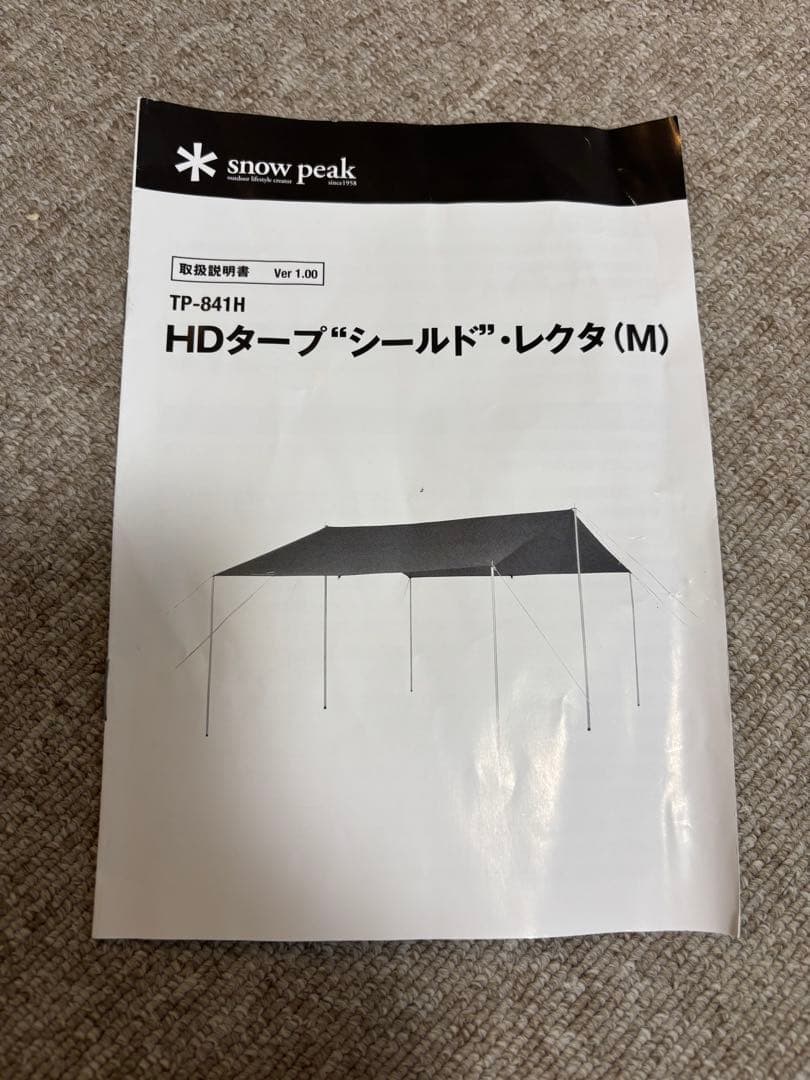 snow peak
outdoor lifestyle creator since1958
取扱説明書 Ver 1.00
TP-841H
HDタープ“シールド”・レクタ(M)